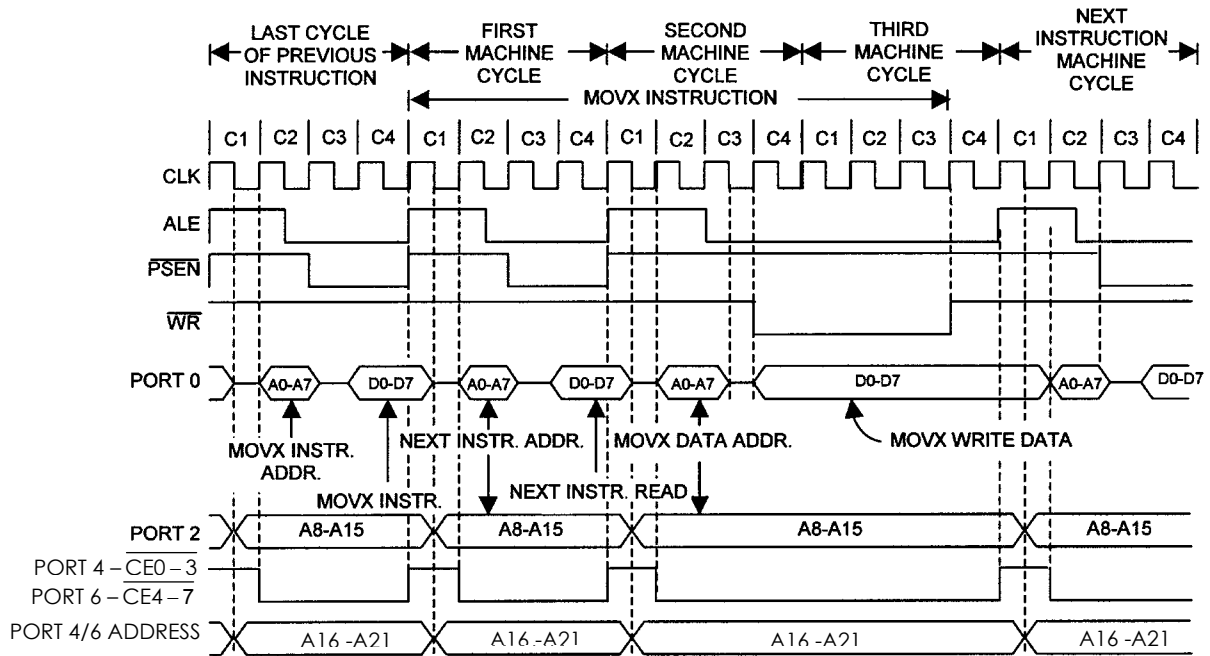 LAST CYCLE
OF PREVIOUS
INSTRUCTION
FIRST
MACHINE
CYCLE
SECOND
MACHINE
CYCLE
THIRD
MACHINE
CYCLE
NEXT
INSTRUCTION
MACHINE
CYCLE
MOVX INSTRUCTION
C1 C2 C3 C4 C1 C2 C3 C4 C1 C2 C3 C4 C1 C2 C3 C4 C1 C2 C3 C4
CLK
ALE
PSEN
WR
PORT 0 A0-A7 D0-D7 A0-A7 D0-D7 A0-A7 D0-D7 A0-A7 D0-D7
MOVX INSTR.
ADDR.
NEXT INSTR. ADDR.
MOVX DATA ADDR.
MOVX WRITE DATA
MOVX INSTR.
NEXT INSTR. READ
PORT 2 A8-A15 A8-A15 A8-A15 A8-A15
PORT 4 – CE0 – 3
PORT 6 – CE4 – 7
PORT 4/6 ADDRESS A16 -A21 A16 -A21 A16 -A21 A16 -A21